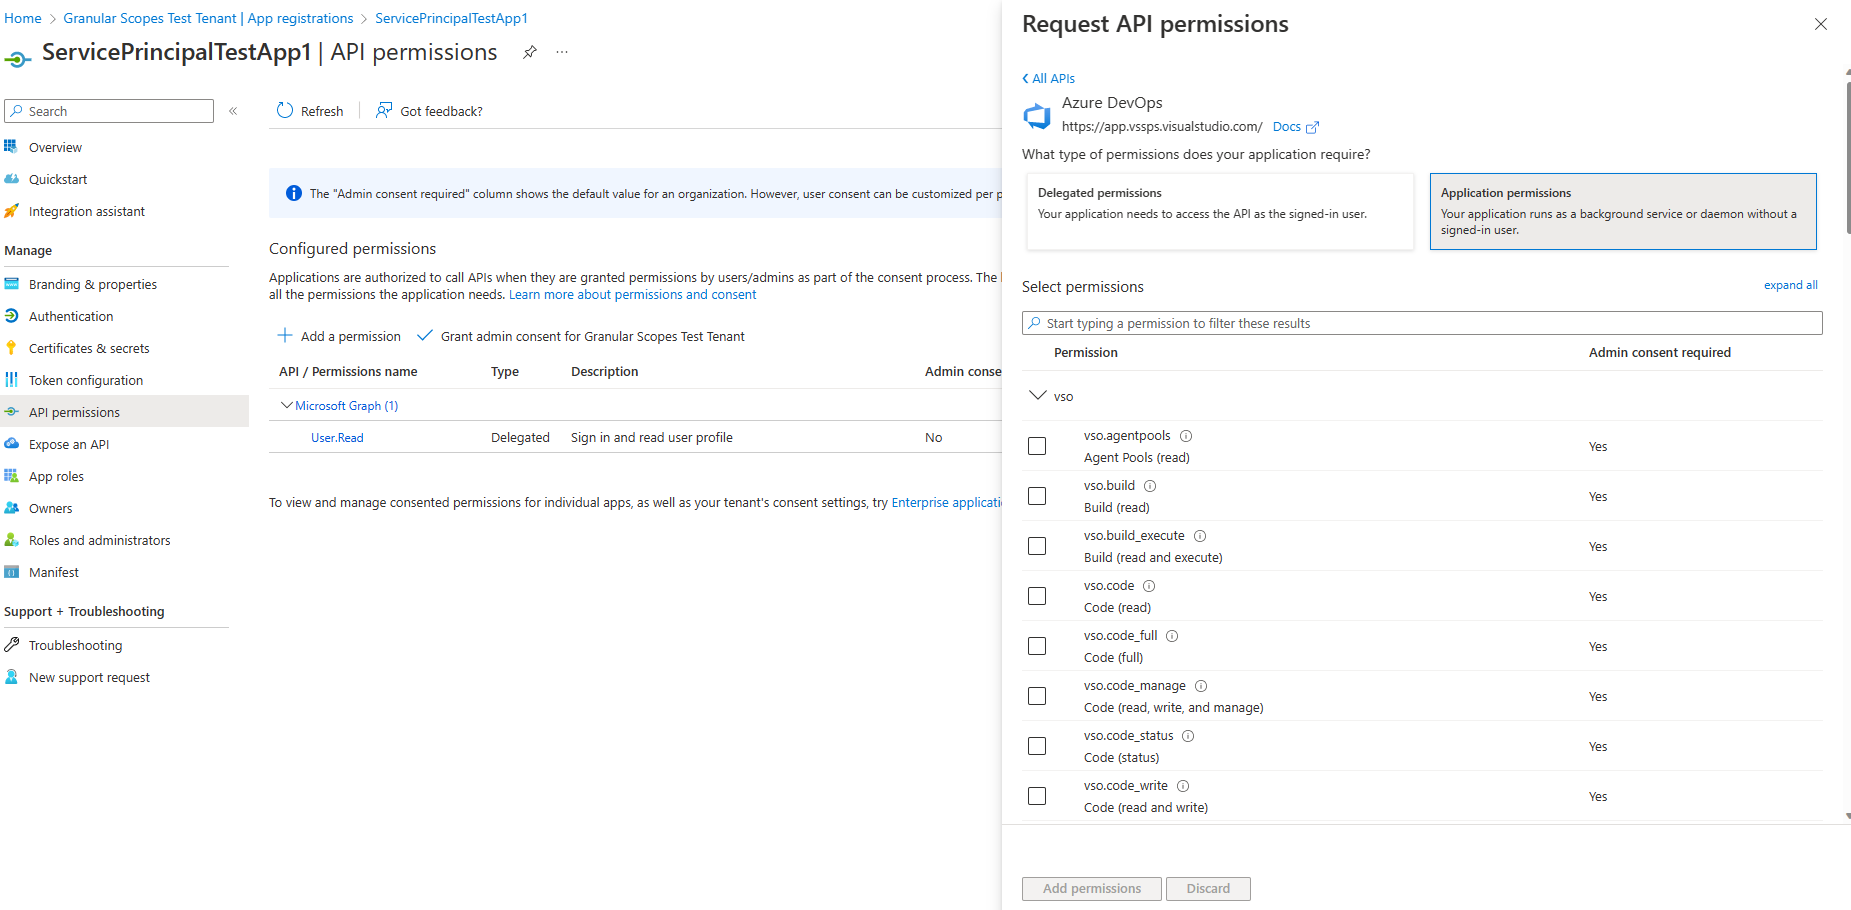 Home > Granular Scopes Test Tenant | App registrations > ServicePrincipalTestApp1
ServicePrincipalTestApp1 | API permissions
Search
Overview
Quickstart
Integration assistant
Manage
Branding & properties
Authentication
Certificates & secrets
Token configuration
API permissions
Expose an API
App roles
Owners
Roles and administrators
Manifest
Support + Troubleshooting
Troubleshooting
New support request
Refresh
Got feedback?
The "Admin consent required" column shows the default value for an organization. However, user consent can be customized per p
Configured permissions
Applications are authorized to call APIs when they are granted permissions by users/admins as part of the consent process. The
all the permissions the application needs. Learn more about permissions and consent
Add a permission
Grant admin consent for Granular Scopes Test Tenant
API / Permissions name Type Description Admin conse
Microsoft Graph (1)
User.Read Delegated Sign in and read user profile No
To view and manage consented permissions for individual apps, as well as your tenant's consent settings, try Enterprise applicati
Request API permissions
All APIs
Azure DevOps
https://app.vssps.visualstudio.com/ Docs
What type of permissions does your application require?
Delegated permissions
Your application needs to access the API as the signed-in user.
Application permissions
Your application runs as a background service or daemon without a
signed-in user.
Select permissions
expand all
Start typing a permission to filter these results
Permission Admin consent required
vso
vso.agentpools
Agent Pools (read)
Yes
vso.build
Build (read)
Yes
vso.build_execute
Build (read and execute)
Yes
vso.code
Code (read)
Yes
vso.code_full
Code (full)
Yes
vso.code_manage
Code (read, write, and manage)
Yes
vso.code_status
Code (status)
Yes
vso.code_write
Code (read and write)
Yes
Add permissions
Discard